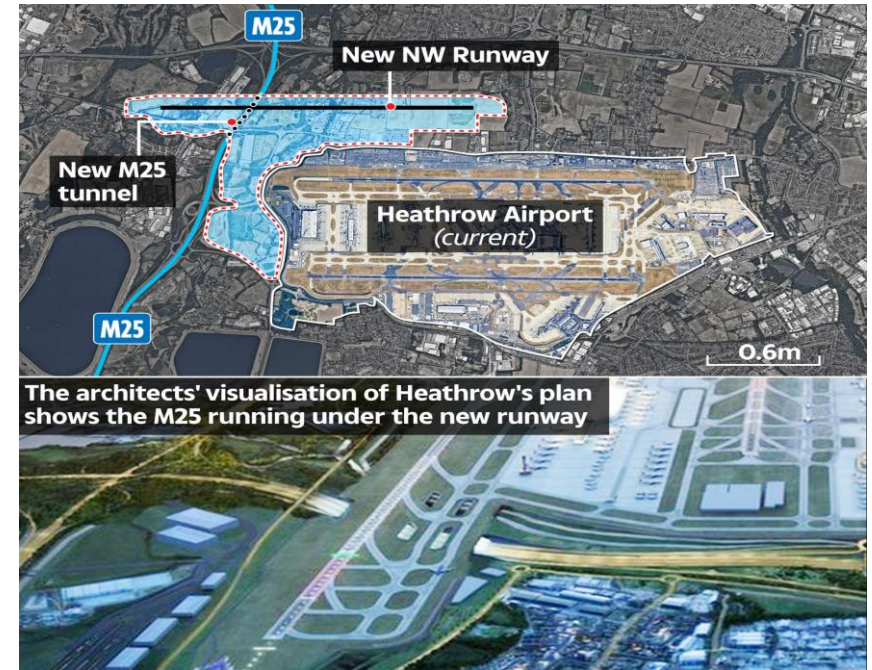 M25
New NW Runway
New M25
tunnel
Heathrow Airport
(current)
M25
0.6m
The architects' visualisation of Heathrow's plan
shows the M25 running under the new runway